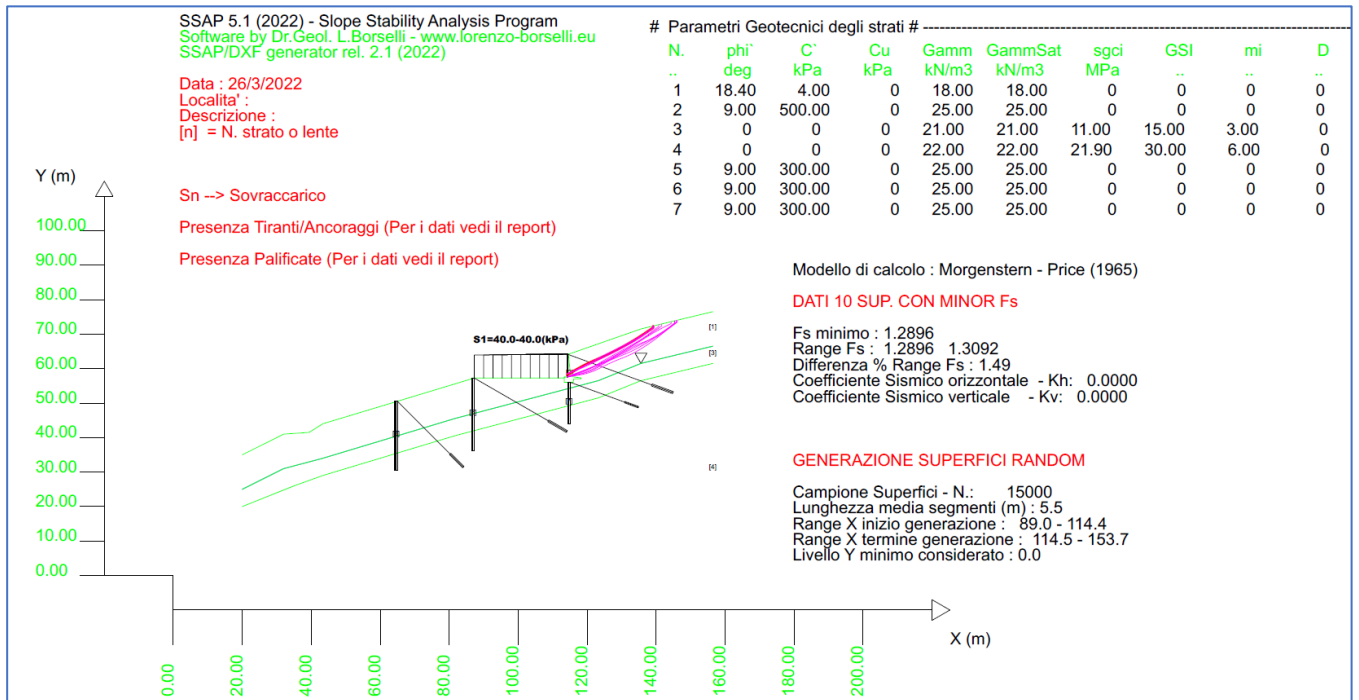 SSAP 5.1 (2022) - Slope Stability Analysis Program
Software by Dr.Geol. L.Borselli - www.lorenzo-borselli.eu
SSAP/DXF generator rel. 2.1 (2022)
Data : 26/3/2022
Localita' :
Descrizione :
[n] = N. strato o lente
Sn --> Sovraccarico
Presenza Tiranti/Ancoraggi (Per i dati vedi il report)
Presenza Palificate (Per i dati vedi il report)
# Parametri Geotecnici degli strati # ---
N. phi` C` Cu Gamm GammSat sgci GSI mi D
.. deg kPa kPa kN/m3 kN/m3 MPa .. .. ..
1 18.40 4.00 0 18.00 18.00 0 0 0 0
2 9.00 500.00 0 25.00 25.00 0 0 0 0
3 0 0 0 21.00 21.00 11.00 15.00 3.00 0
4 0 0 0 22.00 22.00 21.90 30.00 6.00 0
5 9.00 300.00 0 25.00 25.00 0 0 0 0
6 9.00 300.00 0 25.00 25.00 0 0 0 0
7 9.00 300.00 0 25.00 25.00 0 0 0 0
Modello di calcolo : Morgenstern - Price (1965)
DATI 10 SUP. CON MINOR Fs
Fs minimo : 1.2896
Range Fs : 1.2896 1.3092
Differenza % Range Fs : 1.49
Coefficiente Sismico orizzontale - Kh: 0.0000
Coefficiente Sismico verticale - Kv: 0.0000
GENERAZIONE SUPERFICI RANDOM
Campione Superfici - N.: 15000
Lunghezza media segmenti (m) : 5.5
Range X inizio generazione : 89.0 - 114.4
Range X termine generazione : 114.5 - 153.7
Livello Y minimo considerato : 0.0
Y (m)
100.00
90.00
80.00
70.00
60.00
50.00
40.00
30.00
20.00
10.00
0.00
S1=40.0-40.0(kPa)
[1]
[3]
[4]
X (m)
0.00
20.00
40.00
60.00
80.00
100.00
120.00
140.00
160.00
180.00
200.00